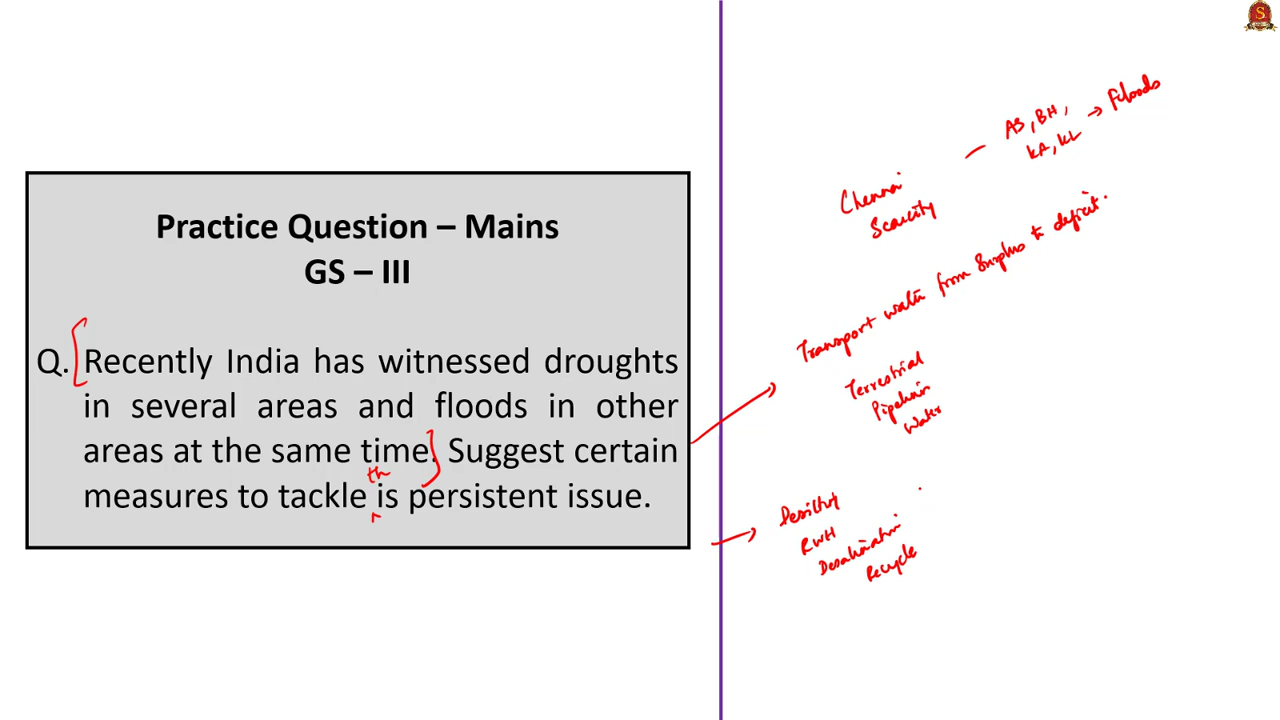 Practice Question – Mains
GS – III
Q. Recently India has witnessed droughts
in several areas and floods in other
areas at the same time. Suggest certain
th
measures to tackle is persistent issue.
AS, BH,
KA, KL → Floods
Chennai
Scarcity
Transport water from Surplus to deficit.
Terrestrial
Pipeline
Water
RWH
Desalination
Recycle